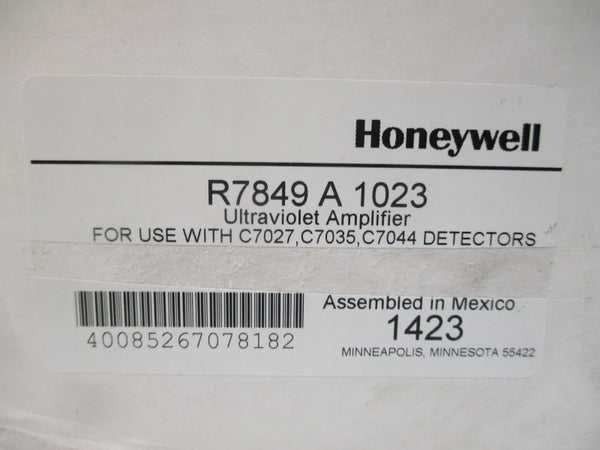 Honeywell
R7849 A 1023
Ultraviolet Amplifier
FOR USE WITH C7027,C7035,C7044 DETECTORS
Assembled in Mexico
1423
40085267078182
MINNEAPOLIS, MINNESOTA 55422